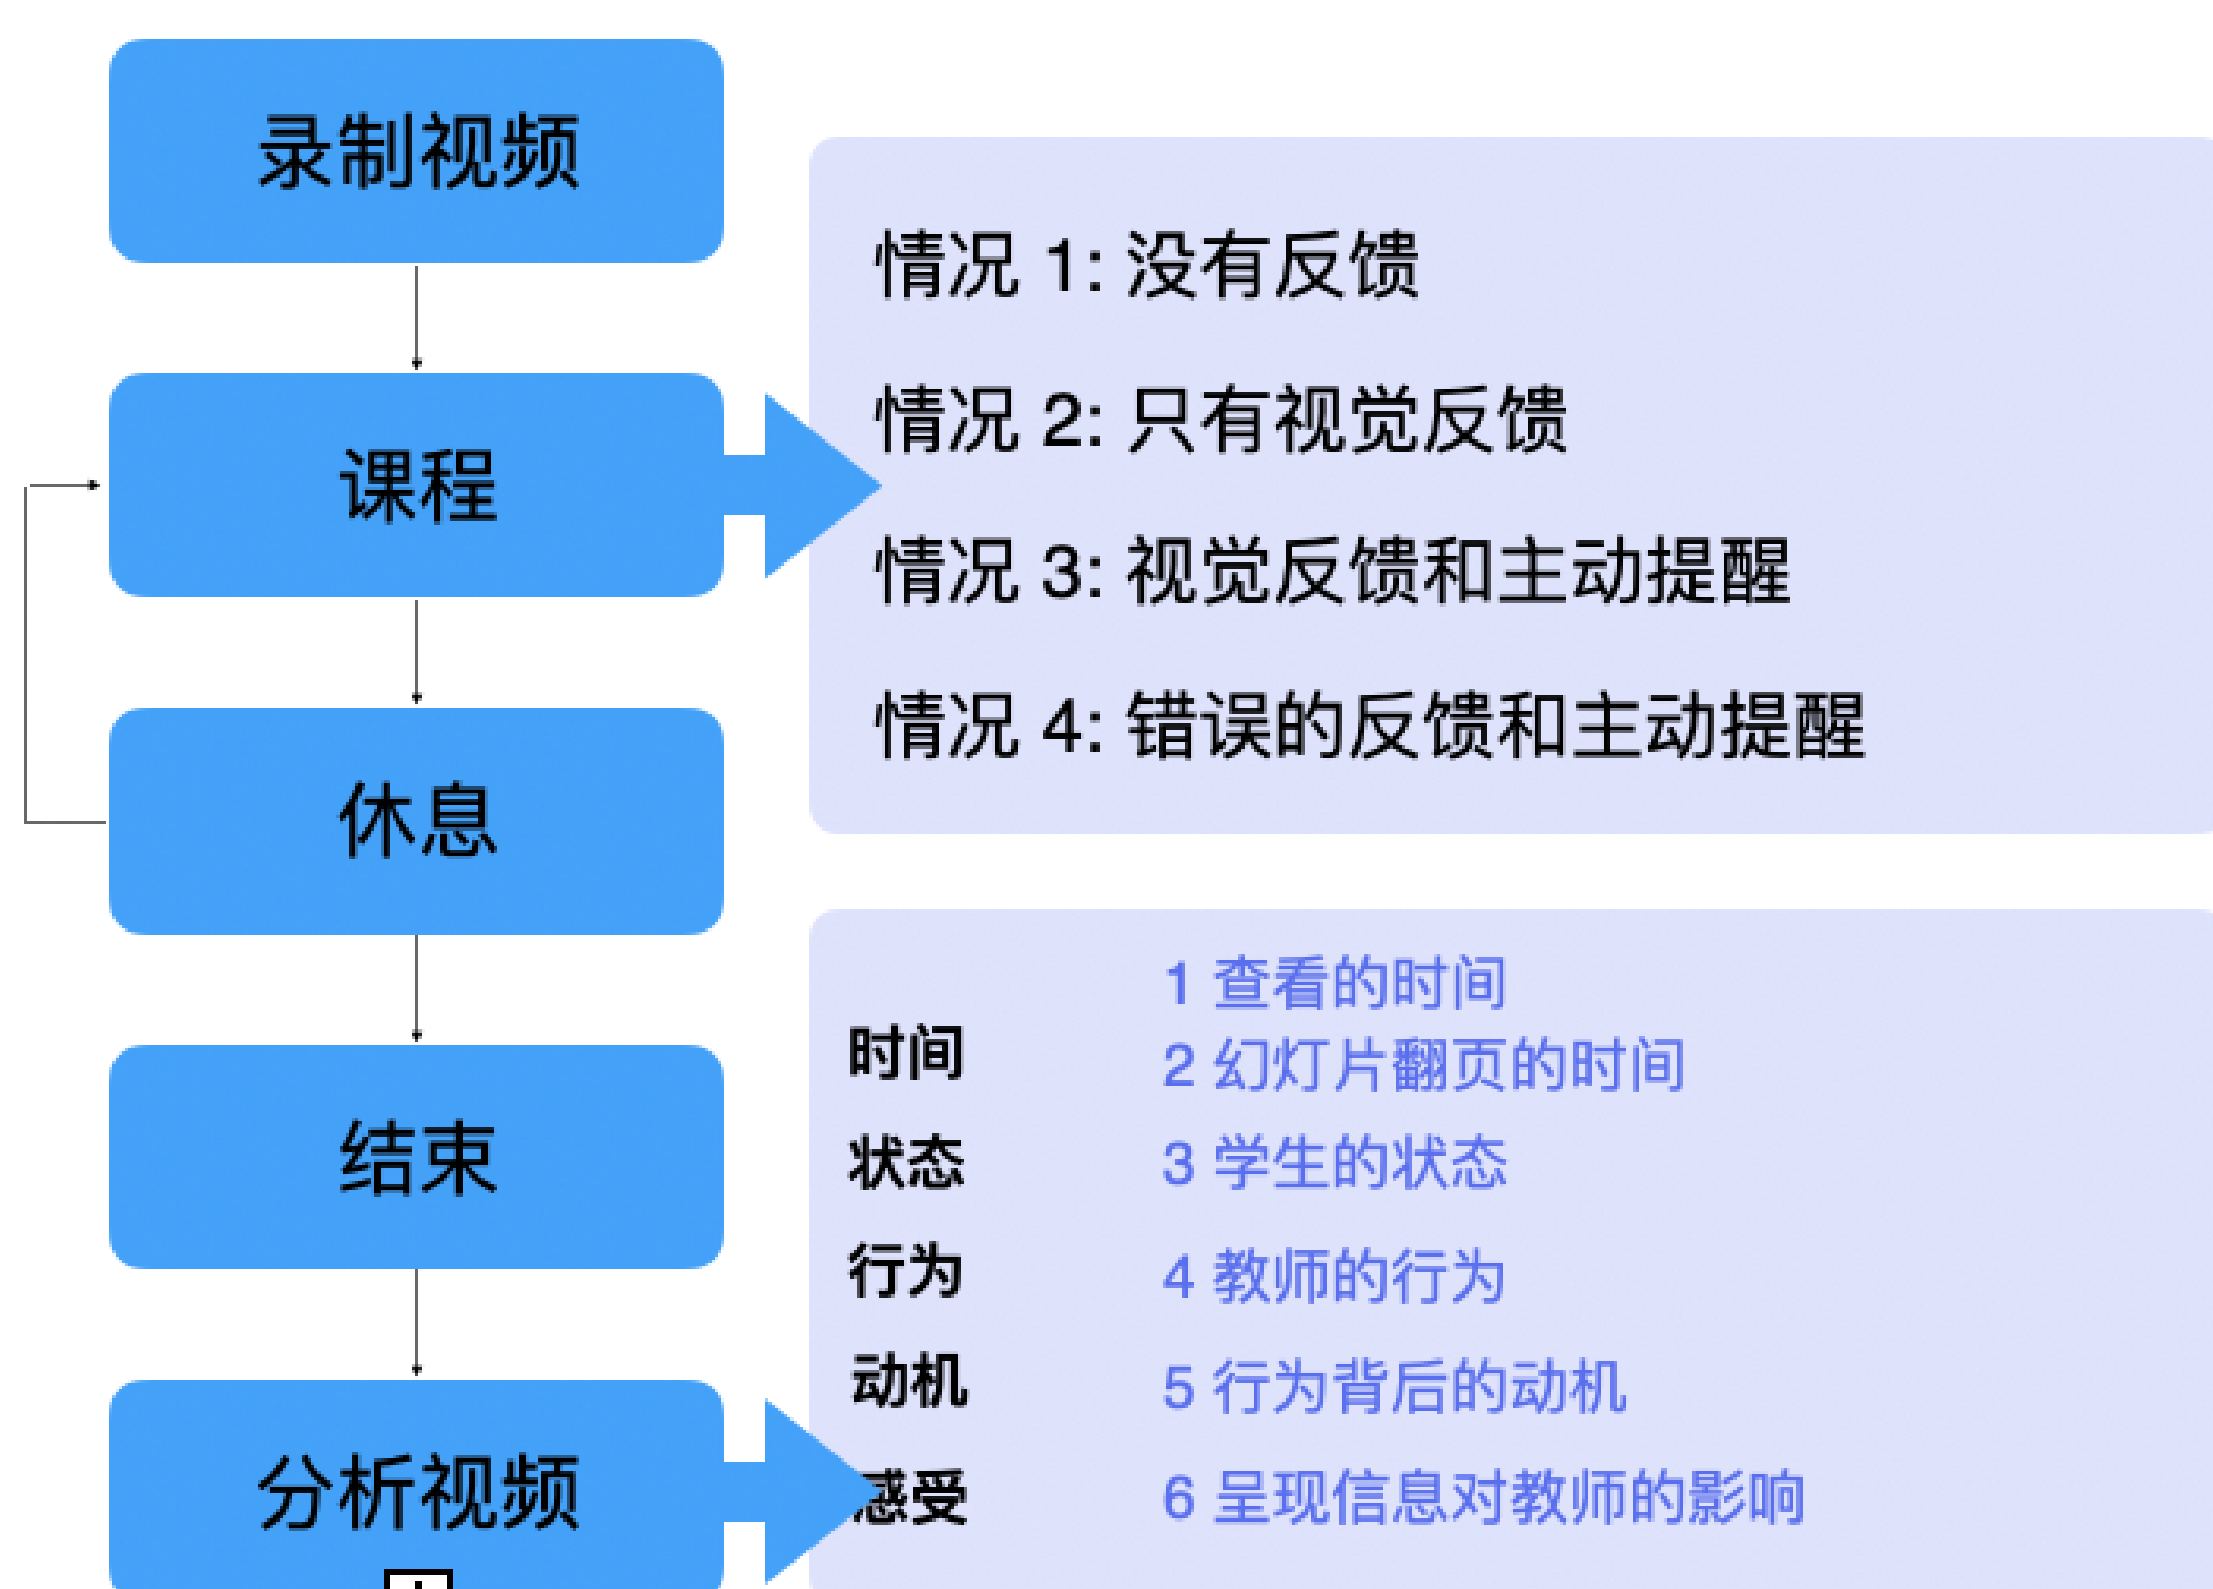 录制视频
课程
休息
结束
分析视频
情况 1: 没有反馈
情况 2: 只有视觉反馈
情况 3: 视觉反馈和主动提醒
情况 4: 错误的反馈和主动提醒
时间
1 查看的时间
2 幻灯片翻页的时间
状态
3 学生的状态
行为
4 教师的行为
动机
5 行为背后的动机
感受
6 呈现信息对教师的影响